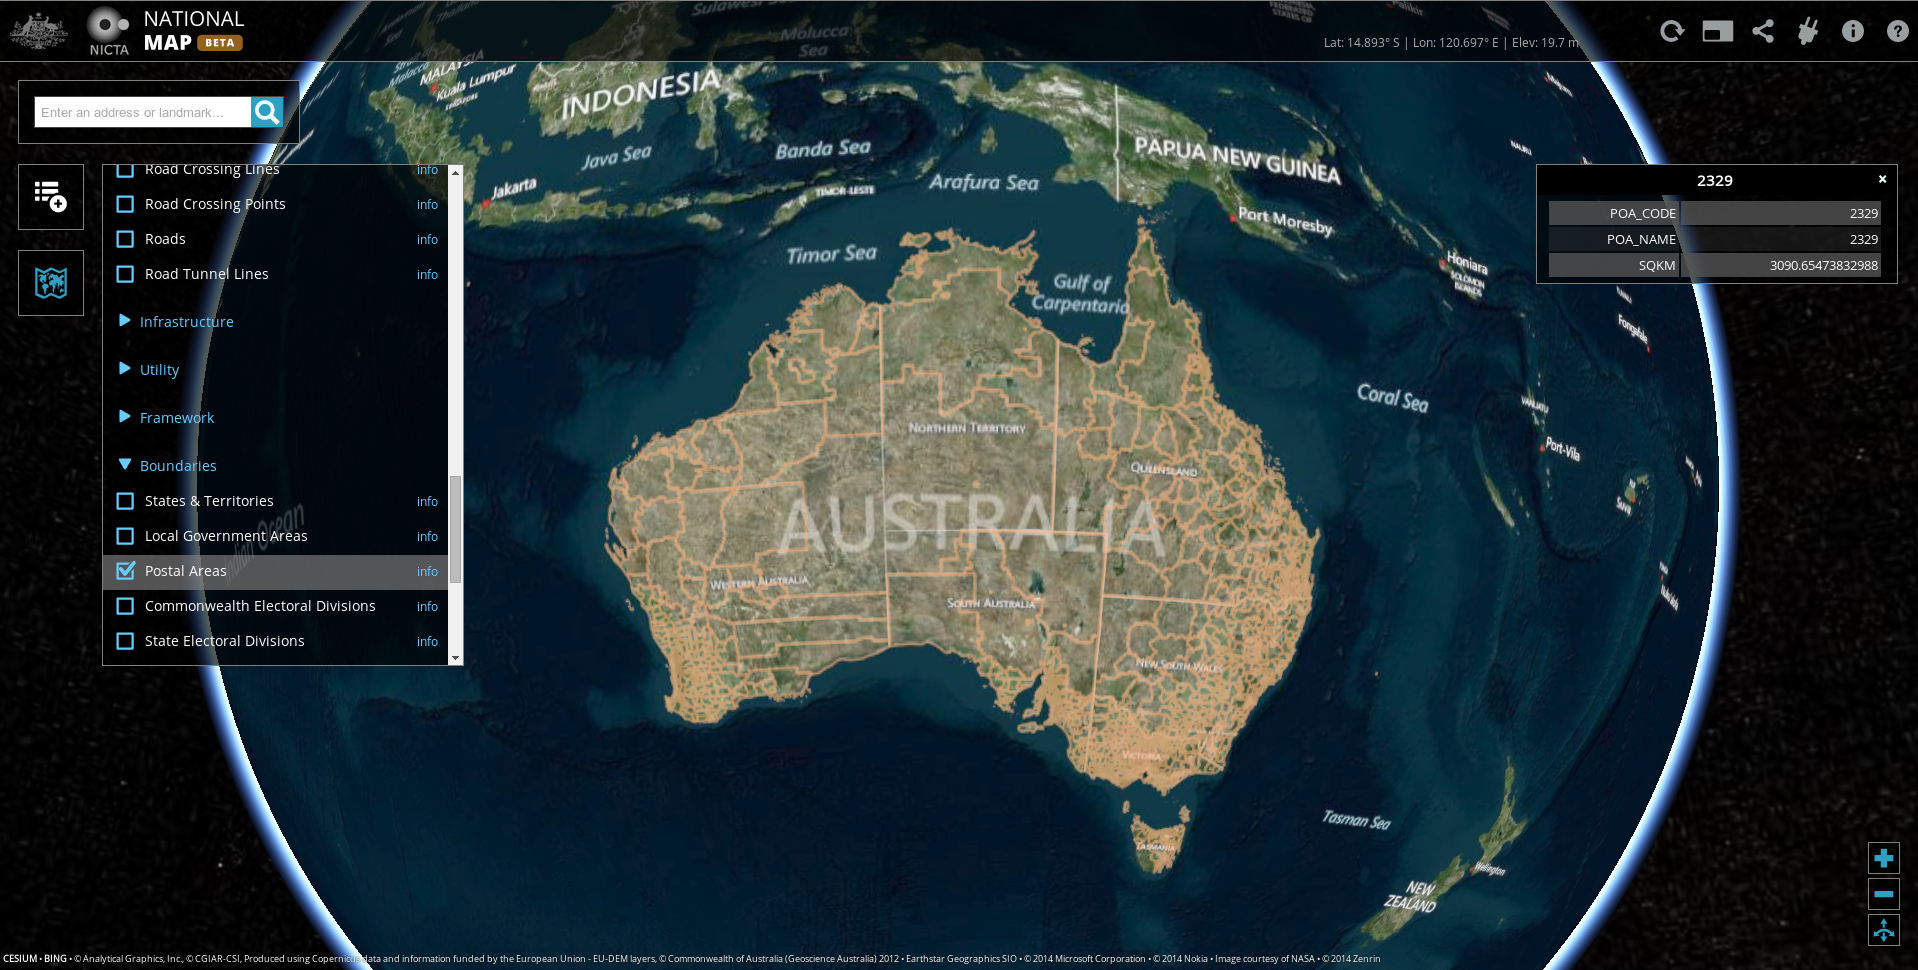 NICTA
NATIONAL
MAP BETA
Lat: 14.893° S | Lon: 120.697° E | Elev: 19.7 m
Enter an address or landmark...
Road Crossing Lines info
Road Crossing Points info
Roads info
Road Tunnel Lines info
Infrastructure
Utility
Framework
Boundaries
States & Territories info
Local Government Areas info
Postal Areas info
Commonwealth Electoral Divisions info
State Electoral Divisions info
2329 ×
POA_CODE 2329
POA_NAME 2329
SQKM 3090.65473832988
Molucca
Sea
MALAYSIA
Kuala Lumpur
INDONESIA
Java Sea
Banda Sea
Jakarta
TIMOR-LESTE
Arafura Sea
PAPUA NEW GUINEA
Port Moresby
Timor Sea
Gulf of
Carpentaria
Honiara
SOLOMON
ISLANDS
Coral Sea
VANUATU
Port-Vila
Suva
NORTHERN TERRITORY
QUEENSLAND
AUSTRALIA
Indian Ocean
WESTERN AUSTRALIA
SOUTH AUSTRALIA
NEW SOUTH WALES
VICTORIA
TASMANIA
Tasman Sea
Wellington
NEW
ZEALAND
CESIUM • BING • © Analytical Graphics, Inc., © CGIAR-CSI, Produced using Copernicus data and information funded by the European Union - EU-DEM layers, © Commonwealth of Australia (Geoscience Australia) 2012 • Earthstar Geographics SIO • © 2014 Microsoft Corporation • © 2014 Nokia • Image courtesy of NASA • © 2014 Zenrin